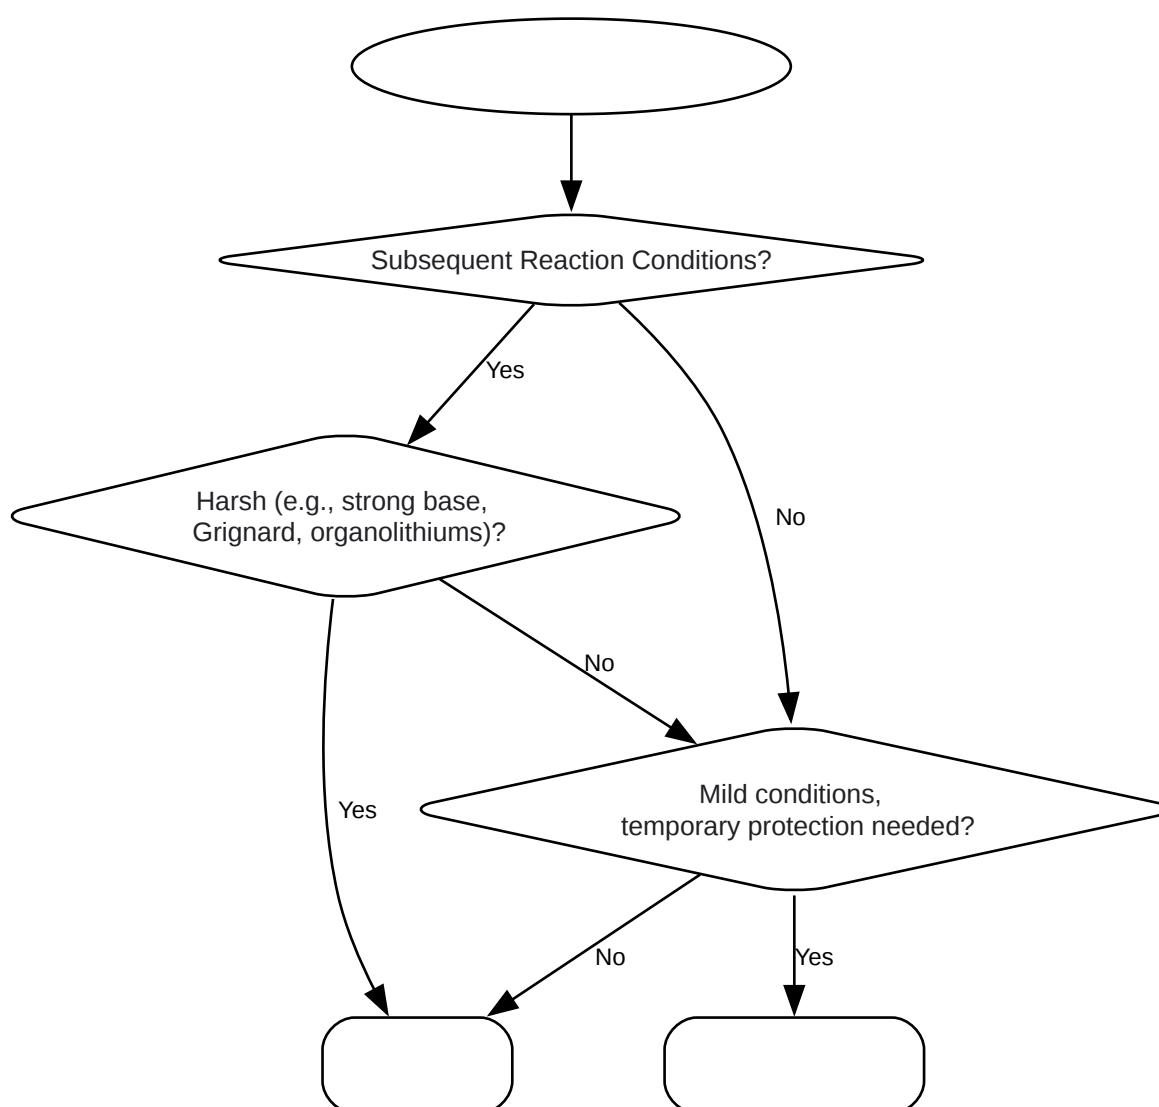 Subsequent Reaction Conditions?
Yes
Harsh (e.g., strong base,
Grignard, organolithiums)?
No
No
Mild conditions,
temporary protection needed?
Yes
No
Yes